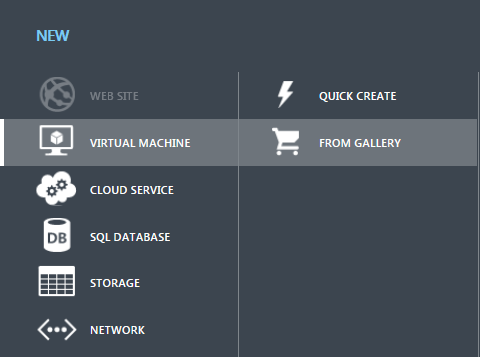 NEW
WEB SITE
VIRTUAL MACHINE
CLOUD SERVICE
DB
SQL DATABASE
STORAGE
NETWORK
QUICK CREATE
FROM GALLERY